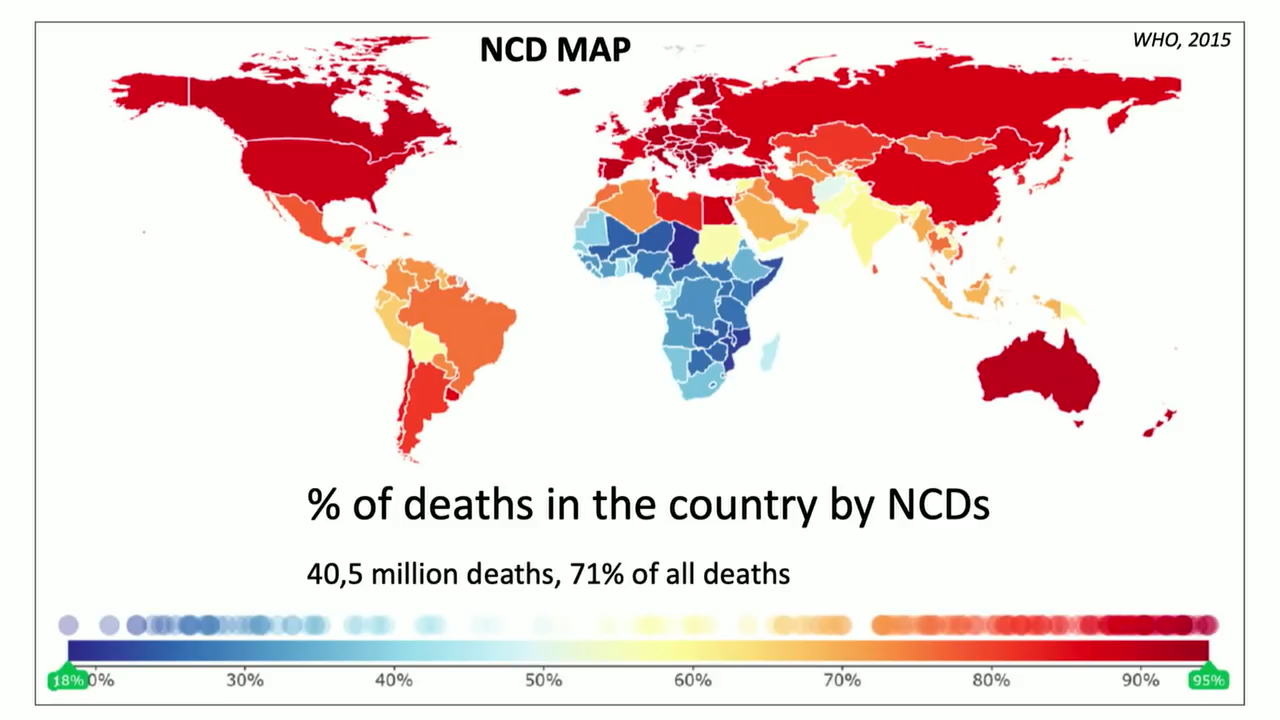 NCD MAP
WHO, 2015
% of deaths in the country by NCDs
40,5 million deaths, 71% of all deaths
18% 0% 30% 40% 50% 60% 70% 80% 90% 95%